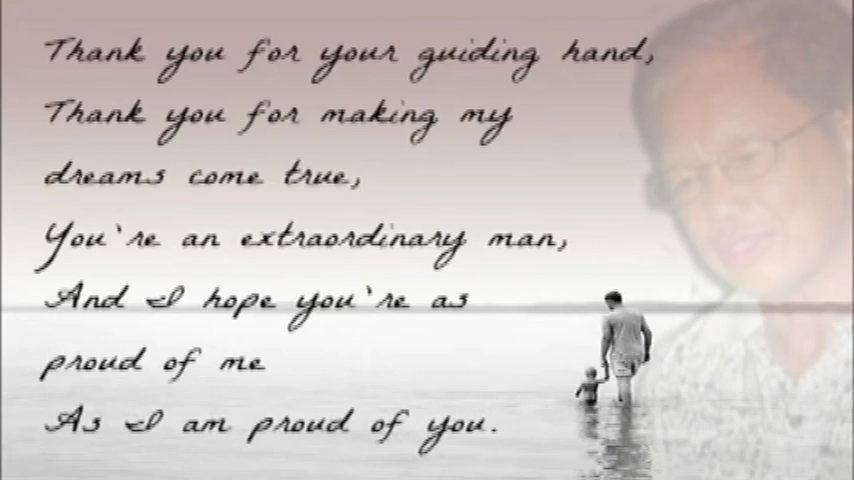 Thank you for your guiding hand,
Thank you for making my
dreams come true,
You're an extraordinary man,
And I hope you're as
proud of me
As I am proud of you.